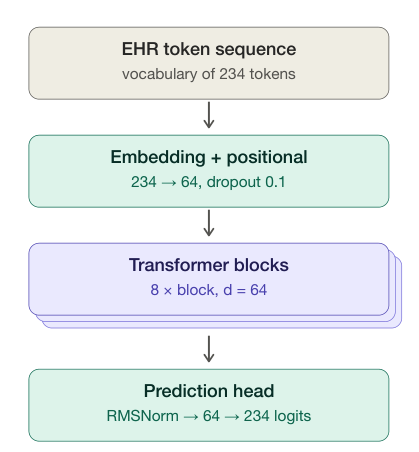 EHR token sequence
vocabulary of 234 tokens
Embedding + positional
234 → 64, dropout 0.1
Transformer blocks
8 × block, d = 64
Prediction head
RMSNorm → 64 → 234 logits